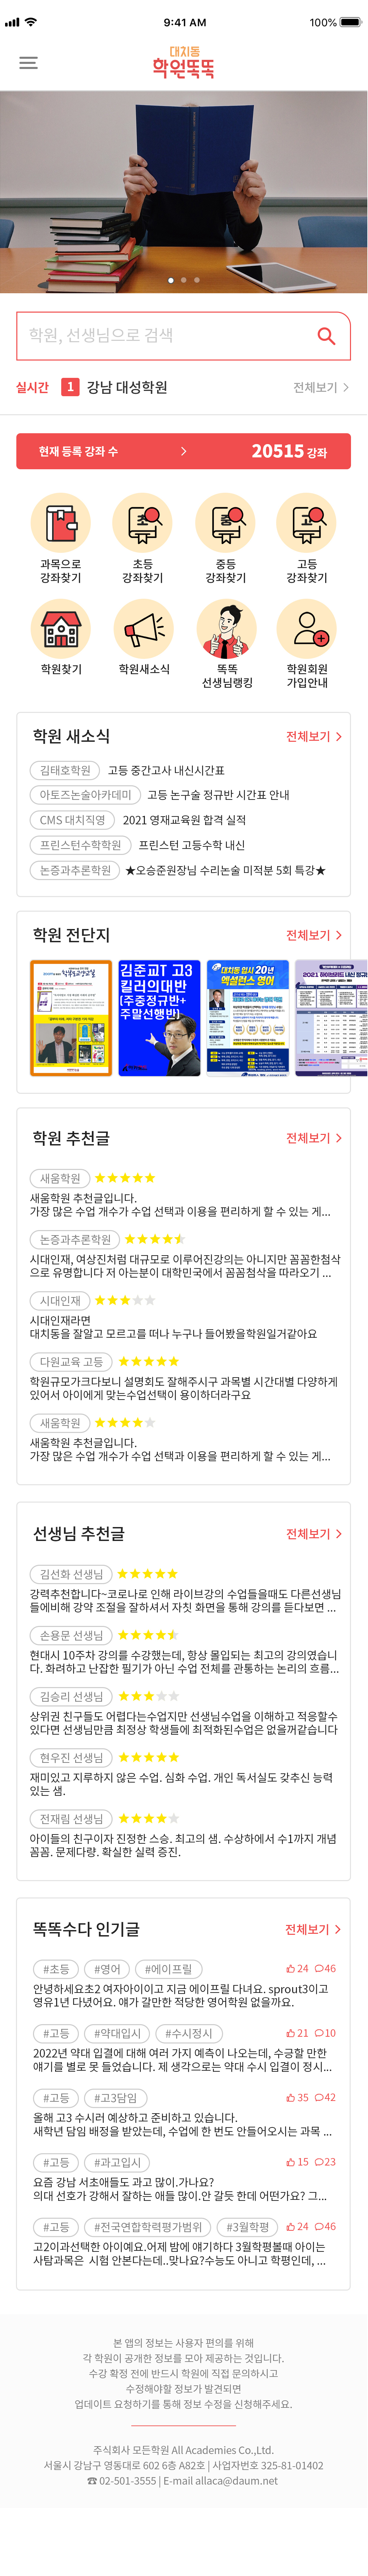 9:41 AM
100%
대치동
학원똑똑
학원, 선생님으로 검색
실시간 1 강남 대성학원 전체보기
현재 등록 강좌 수 20515 강좌
과목으로 초등 중등 고등
강좌찾기 강좌찾기 강좌찾기 강좌찾기
학원찾기 학원새소식 똑똑 학원회원
선생님랭킹 가입안내
학원 새소식 전체보기
김태호학원 고등 중간고사 내신시간표
아토즈논술아카데미 고등 논구술 정규반 시간표 안내
CMS 대치직영 2021 영재교육원 합격 실적
프린스턴수학학원 프린스턴 고등수학 내신
논증과추론학원 ★오승준원장님 수리논술 미적분 5회 특강★
학원 전단지 전체보기
김준교T 고3
킬러의대반
(주중정규반+
주말선행반)
대치동 입시 20년
엑설런스 영어
학원 추천글 전체보기
새움학원 ★★★★★
새움학원 추천글입니다.
가장 많은 수업 개수가 수업 선택과 이용을 편리하게 할 수 있는 게...
논증과추론학원
시대인재, 여상진처럼 대규모로 이루어진강의는 아니지만 꼼꼼한첨삭
으로 유명합니다 저 아는분이 대학민국에서 꼼꼼첨삭을 따라오기 ...
시대인재
시대인재라면
대치동을 잘알고 모르고를 떠나 누구나 들어봤을학원일거같아요
다원교육 고등
학원규모가크다보니 설명회도 잘해주시구 과목별 시간대별 다양하게
있어서 아이에게 맞는수업선택이 용이하더라구요
새움학원
새움학원 추천글입니다.
가장 많은 수업 개수가 수업 선택과 이용을 편리하게 할 수 있는 게...
선생님 추천글 전체보기
김선화 선생님
강력추천합니다~코로나로 인해 라이브강의 수업들을때도 다른선생님
들에비해 강약 조절을 잘하셔서 자칫 화면을 통해 강의를 듣다보면 ...
손용문 선생님
현대시 10주차 강의를 수강했는데, 항상 몰입되는 최고의 강의였습니
다. 화려하고 난잡한 필기가 아닌 수업 전체를 관통하는 논리의 흐름...
김승리 선생님
상위권 친구들도 어렵다는수업지만 선생님수업을 이해하고 적응할수
있다면 선생님만큼 최정상 학생들에 최적화된수업은 없을꺼같습니다
현우진 선생님
재미있고 지루하지 않은 수업. 심화 수업. 개인 독서실도 갖추신 능력
있는 샘.
전재림 선생님
아이들의 친구이자 진정한 스승. 최고의 샘. 수상하에서 수1까지 개념
꼼꼼. 문제다량. 확실한 실력 증진.
똑똑수다 인기글 전체보기
#초등 #영어 #에이프릴 24 46
안녕하세요초2 여자아이이고 지금 에이프릴 다녀요. sprout3이고
영유1년 다녔어요. 얘가 갈만한 적당한 영어학원 없을까요.
#고등 #약대입시 #수시정시 21 10
2022년 약대 입결에 대해 여러 가지 예측이 나오는데, 수긍할 만한
얘기를 별로 못 들었습니다. 제 생각으로는 약대 수시 입결이 정시...
#고등 #고3담임 35 42
올해 고3 수시러 예상하고 준비하고 있습니다.
새학년 담임 배정을 받았는데, 수업에 한 번도 안들어오시는 과목 ...
#고등 #과고입시 15 23
요즘 강남 서초애들도 과고 많이.가나요?
의대 선호가 강해서 잘하는 애들 많이.안 갈듯 한데 어떤가요? 그...
#고등 #전국연합학력평가범위 #3월학평 24 46
고2이과선택한 아이예요.어제 밤에 얘기하다 3월학평볼때 아이는
사탐과목은 시험 안본다는데..맞나요?수능도 아니고 학평인데, ...
본 앱의 정보는 사용자 편의를 위해
각 학원이 공개한 정보를 모아 제공하는 것입니다.
수강 확정 전에 반드시 학원에 직접 문의하시고
수정해야할 정보가 발견되면
업데이트 요청하기를 통해 정보 수정을 신청해주세요.
주식회사 모든학원 All Academies Co.,Ltd.
서울시 강남구 영동대로 602 6층 A82호 | 사업자번호 325-81-01402
☎ 02-501-3555 | E-mail allaca@daum.net